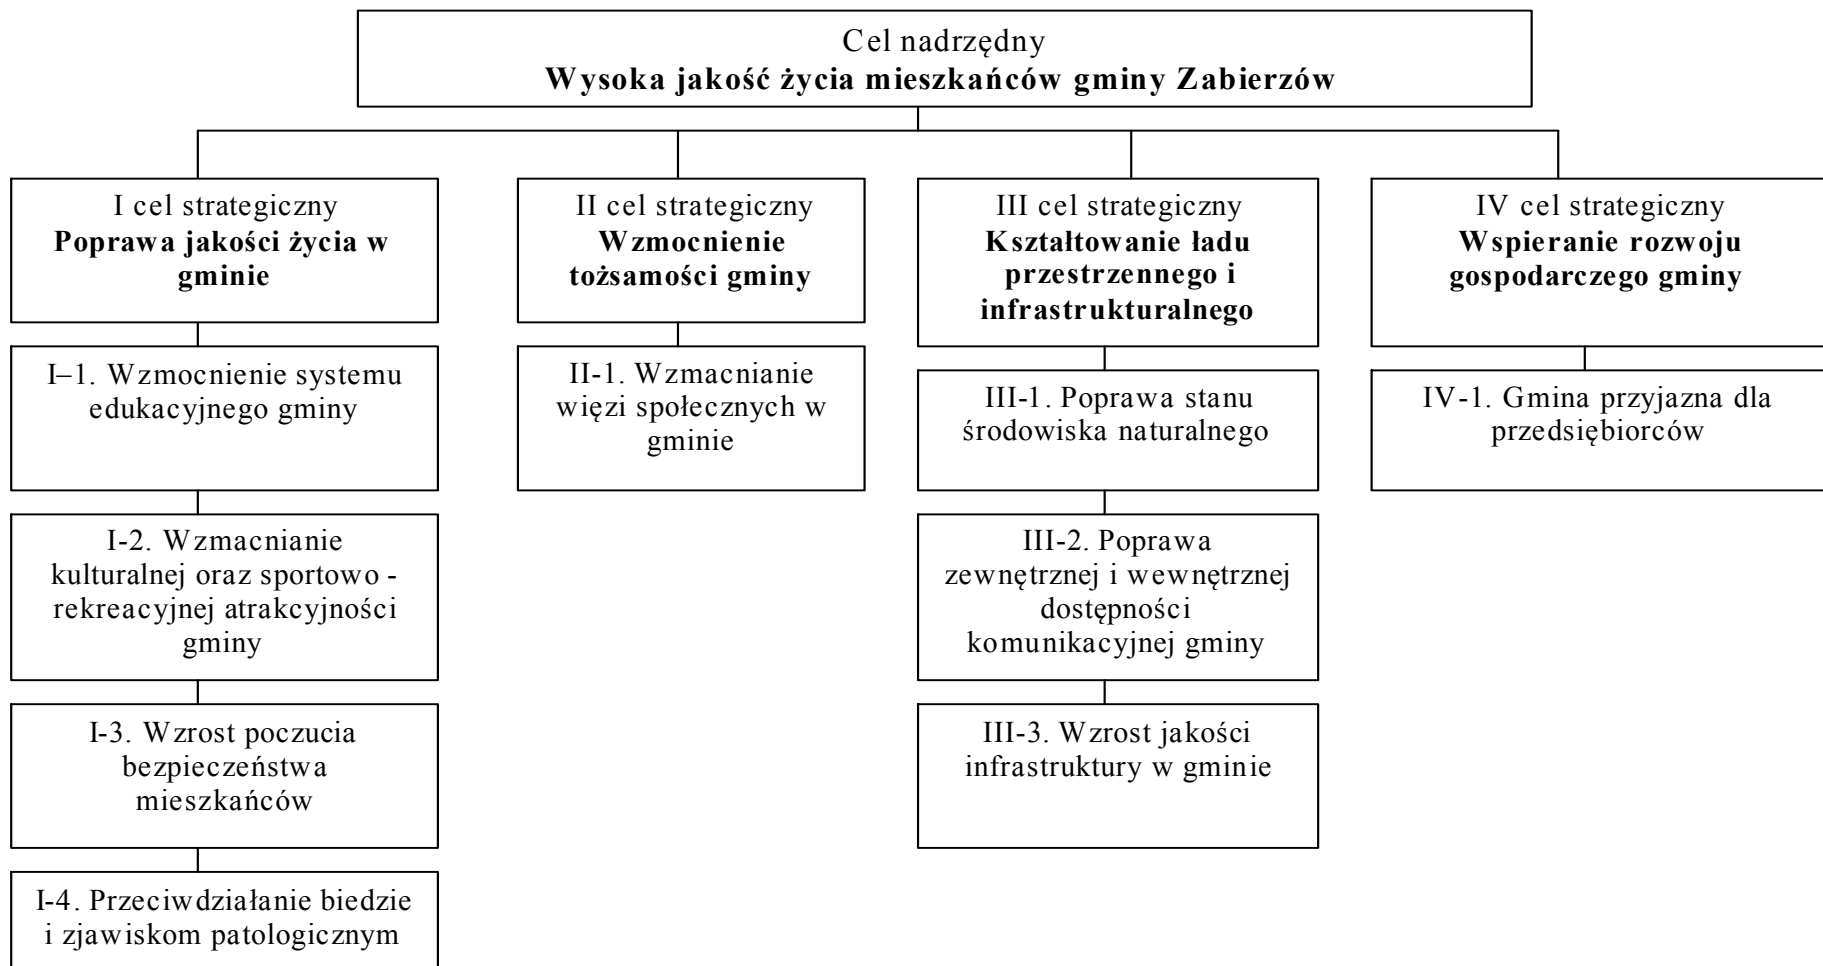 Cel nadrzędny
Wysoka jakość życia mieszkańców gminy Zabierzów
I cel strategiczny
Poprawa jakości życia w
gminie
II cel strategiczny
Wzmocnienie
tożsamości gminy
III cel strategiczny
Kształtowanie ładu
przestrzennego i
infrastrukturalnego
IV cel strategiczny
Wspieranie rozwoju
gospodarczego gminy
I–1. Wzmocnienie systemu
edukacyjnego gminy
II-1. Wzmacnianie
więzi społecznych w
gminie
III-1. Poprawa stanu
środowiska naturalnego
IV-1. Gmina przyjazna dla
przedsiębiorców
I-2. Wzmacnianie
kulturalnej oraz sportowo -
rekreacyjnej atrakcyjności
gminy
III-2. Poprawa
zewnętrznej i wewnętrznej
dostępności
komunikacyjnej gminy
I-3. Wzrost poczucia
bezpieczeństwa
mieszkańców
III-3. Wzrost jakości
infrastruktury w gminie
I-4. Przeciwdziałanie biedzie
i zjawiskom patologicznym